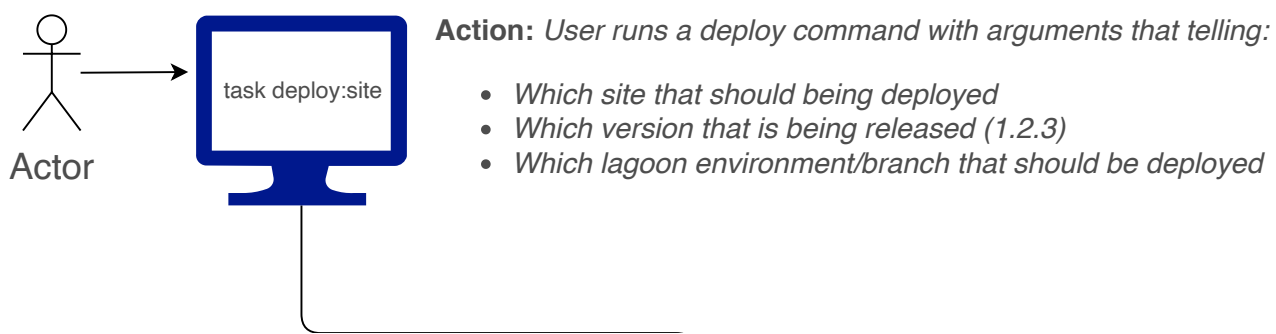 Action: User runs a deploy command with arguments that telling:
task deploy:site
• Which site that should being deployed
• Which version that is being released (1.2.3)
• Which lagoon environment/branch that should be deployed
Actor